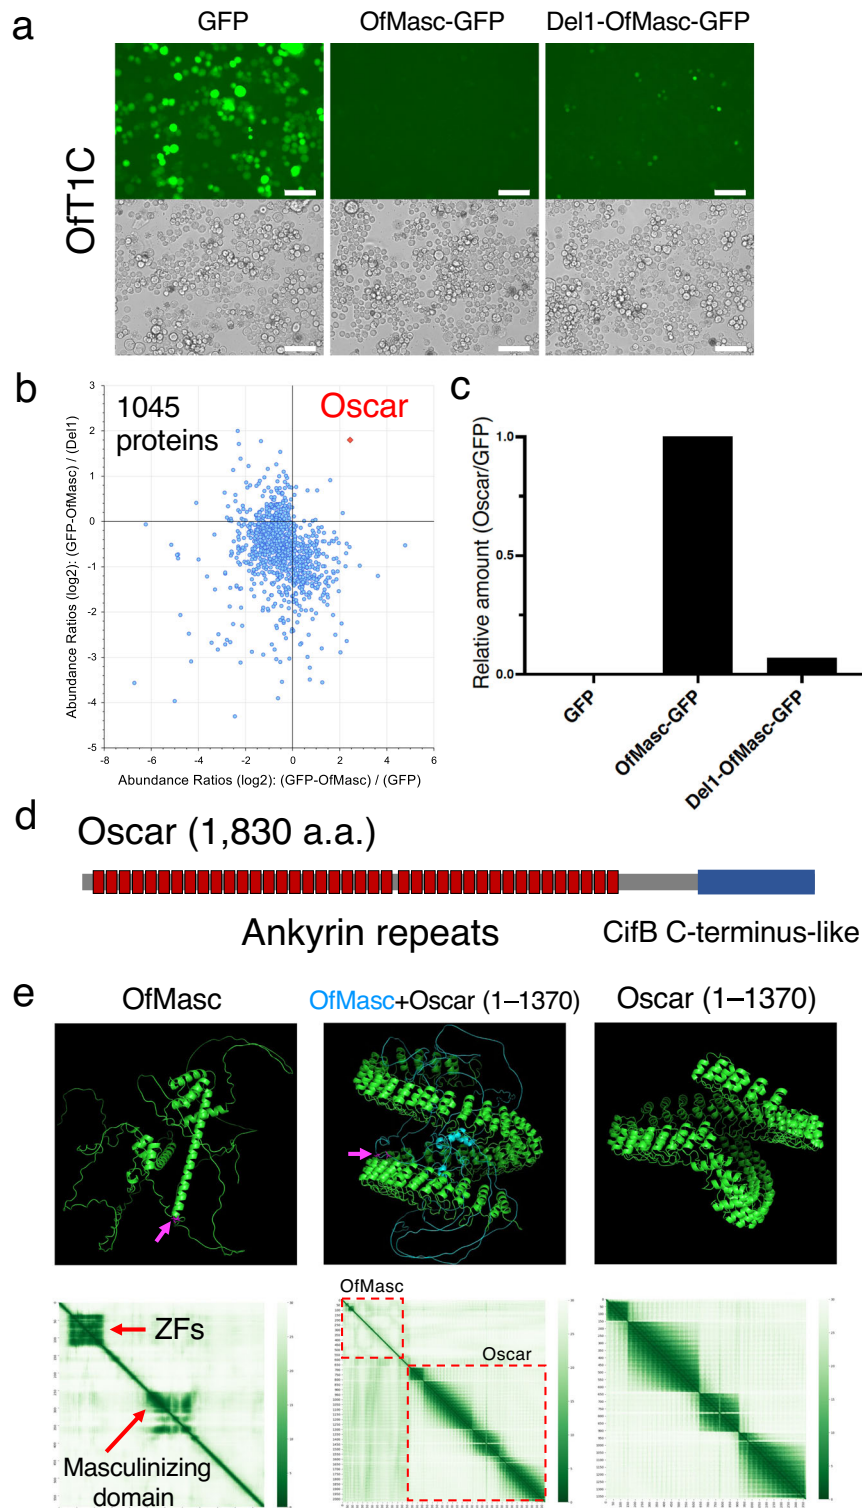 a
GFP
OfMasc-GFP
Del1-OfMasc-GFP
OfT1C
b
1045
proteins
Oscar
3
2
1
0
-1
-2
-3
-4
-5
-8
-6
-4
-2
0
2
4
6
Abundance Ratios (log2): (GFP-OfMasc) / (Del1)
Abundance Ratios (log2): (GFP-OfMasc) / (GFP)
c
Relative amount (Oscar/GFP)
1.0
0.5
0.0
GFP
OfMasc-GFP
Del1-OfMasc-GFP
d
Oscar (1,830 a.a.)
Ankyrin repeats
CifB C-terminus-like
e
OfMasc
OfMasc+Oscar (1–1370)
Oscar (1–1370)
ZFs
Masculinizing
domain
OfMasc
Oscar